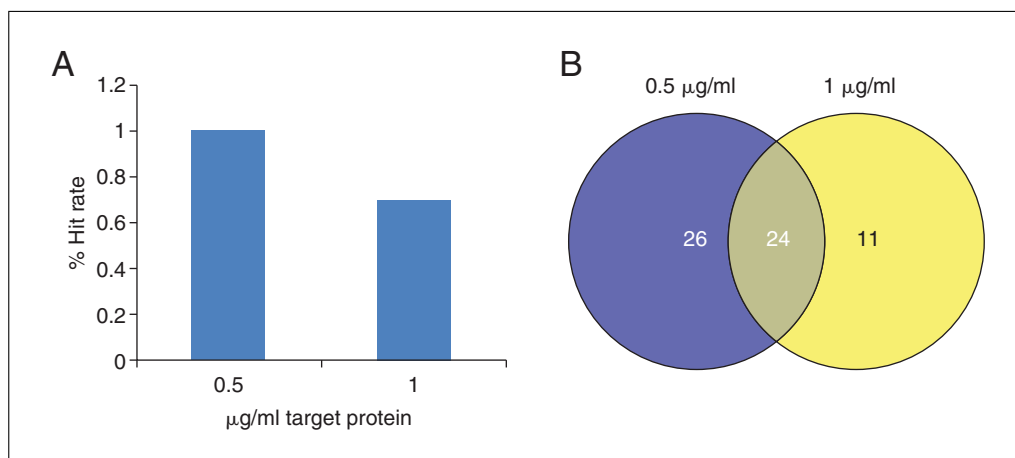 A
1.2
1
0.8
0.6
0.4
0.2
0
% Hit rate
0.5
1
μg/ml target protein
B
0.5 μg/ml
1 μg/ml
26
24
11